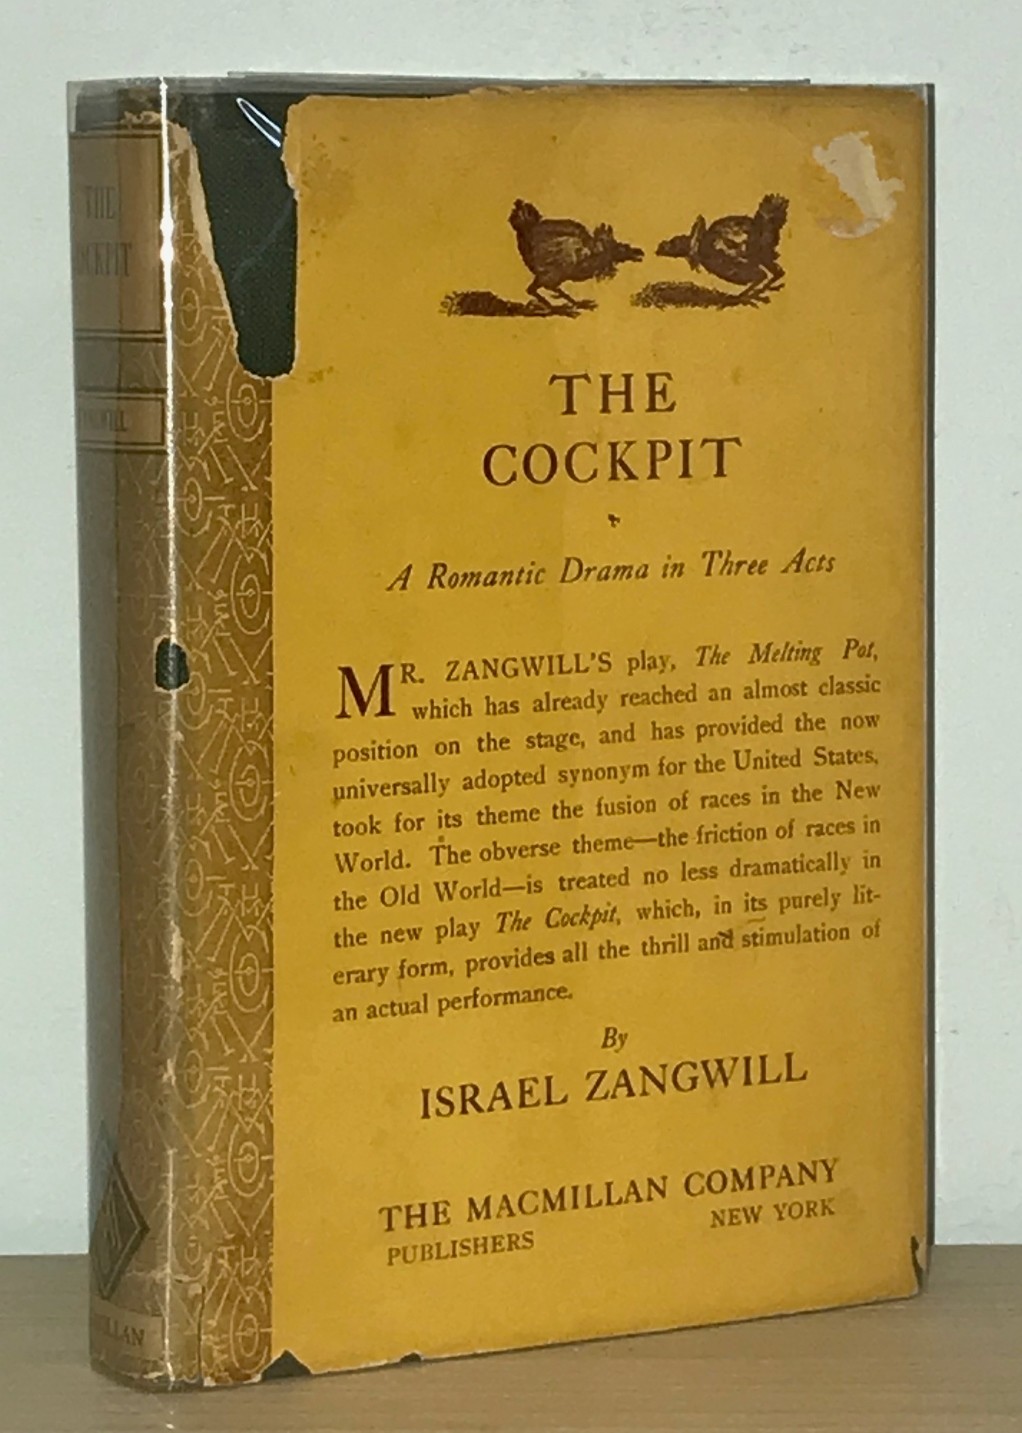 THE
COCKPIT
A Romantic Drama in Three Acts
MR. ZANGWILL'S play, The Melting Pot,
which has already reached an almost classic
position on the stage, and has provided the now
universally adopted synonym for the United States,
took for its theme the fusion of races in the New
World. The obverse theme—the friction of races in
the Old World—is treated no less dramatically in
the new play The Cockpit, which, in its purely lit-
erary form, provides all the thrill and stimulation of
an actual performance.
By
ISRAEL ZANGWILL
THE MACMILLAN COMPANY
PUBLISHERS NEW YORK
THE